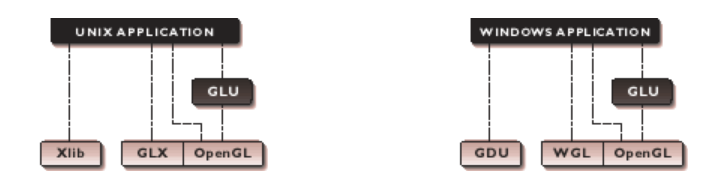 UNIX APPLICATION
WINDOWS APPLICATION
GLU
GLU
Xlib
GLX
OpenGL
GDU
WGL
OpenGL